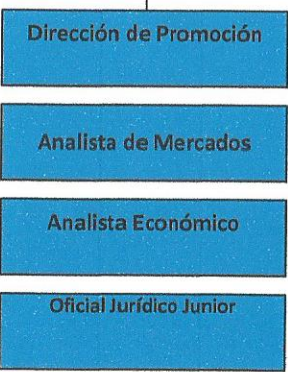 Dirección de Promoción
Analista de Mercados
Analista Económico
Oficial Jurídico Junior